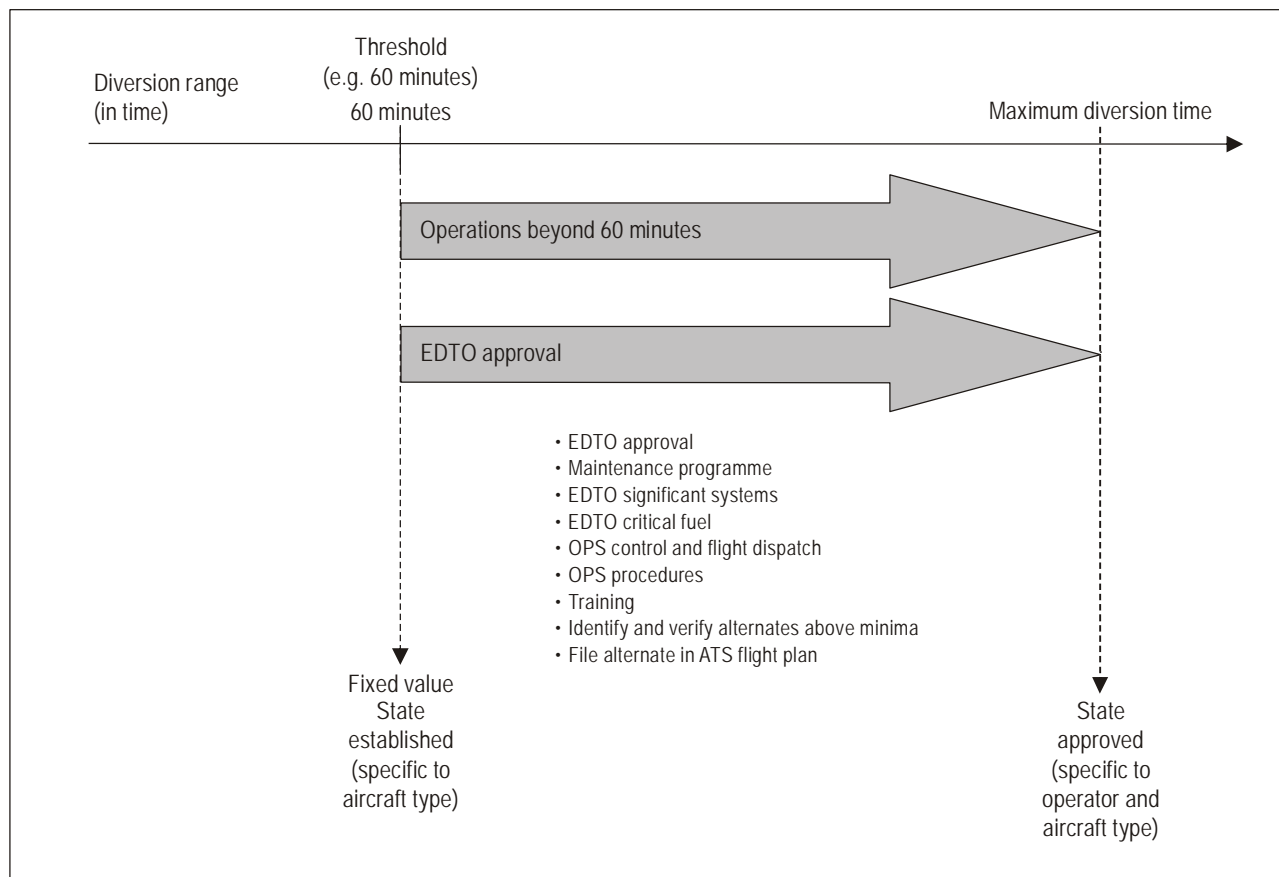 Threshold
(e.g. 60 minutes)
60 minutes
Diversion range
(in time)
Maximum diversion time
Operations beyond 60 minutes
EDTO approval
• EDTO approval
• Maintenance programme
• EDTO significant systems
• EDTO critical fuel
• OPS control and flight dispatch
• OPS procedures
• Training
• Identify and verify alternates above minima
• File alternate in ATS flight plan
Fixed value
State
established
(specific to
aircraft type)
State
approved
(specific to
operator and
aircraft type)